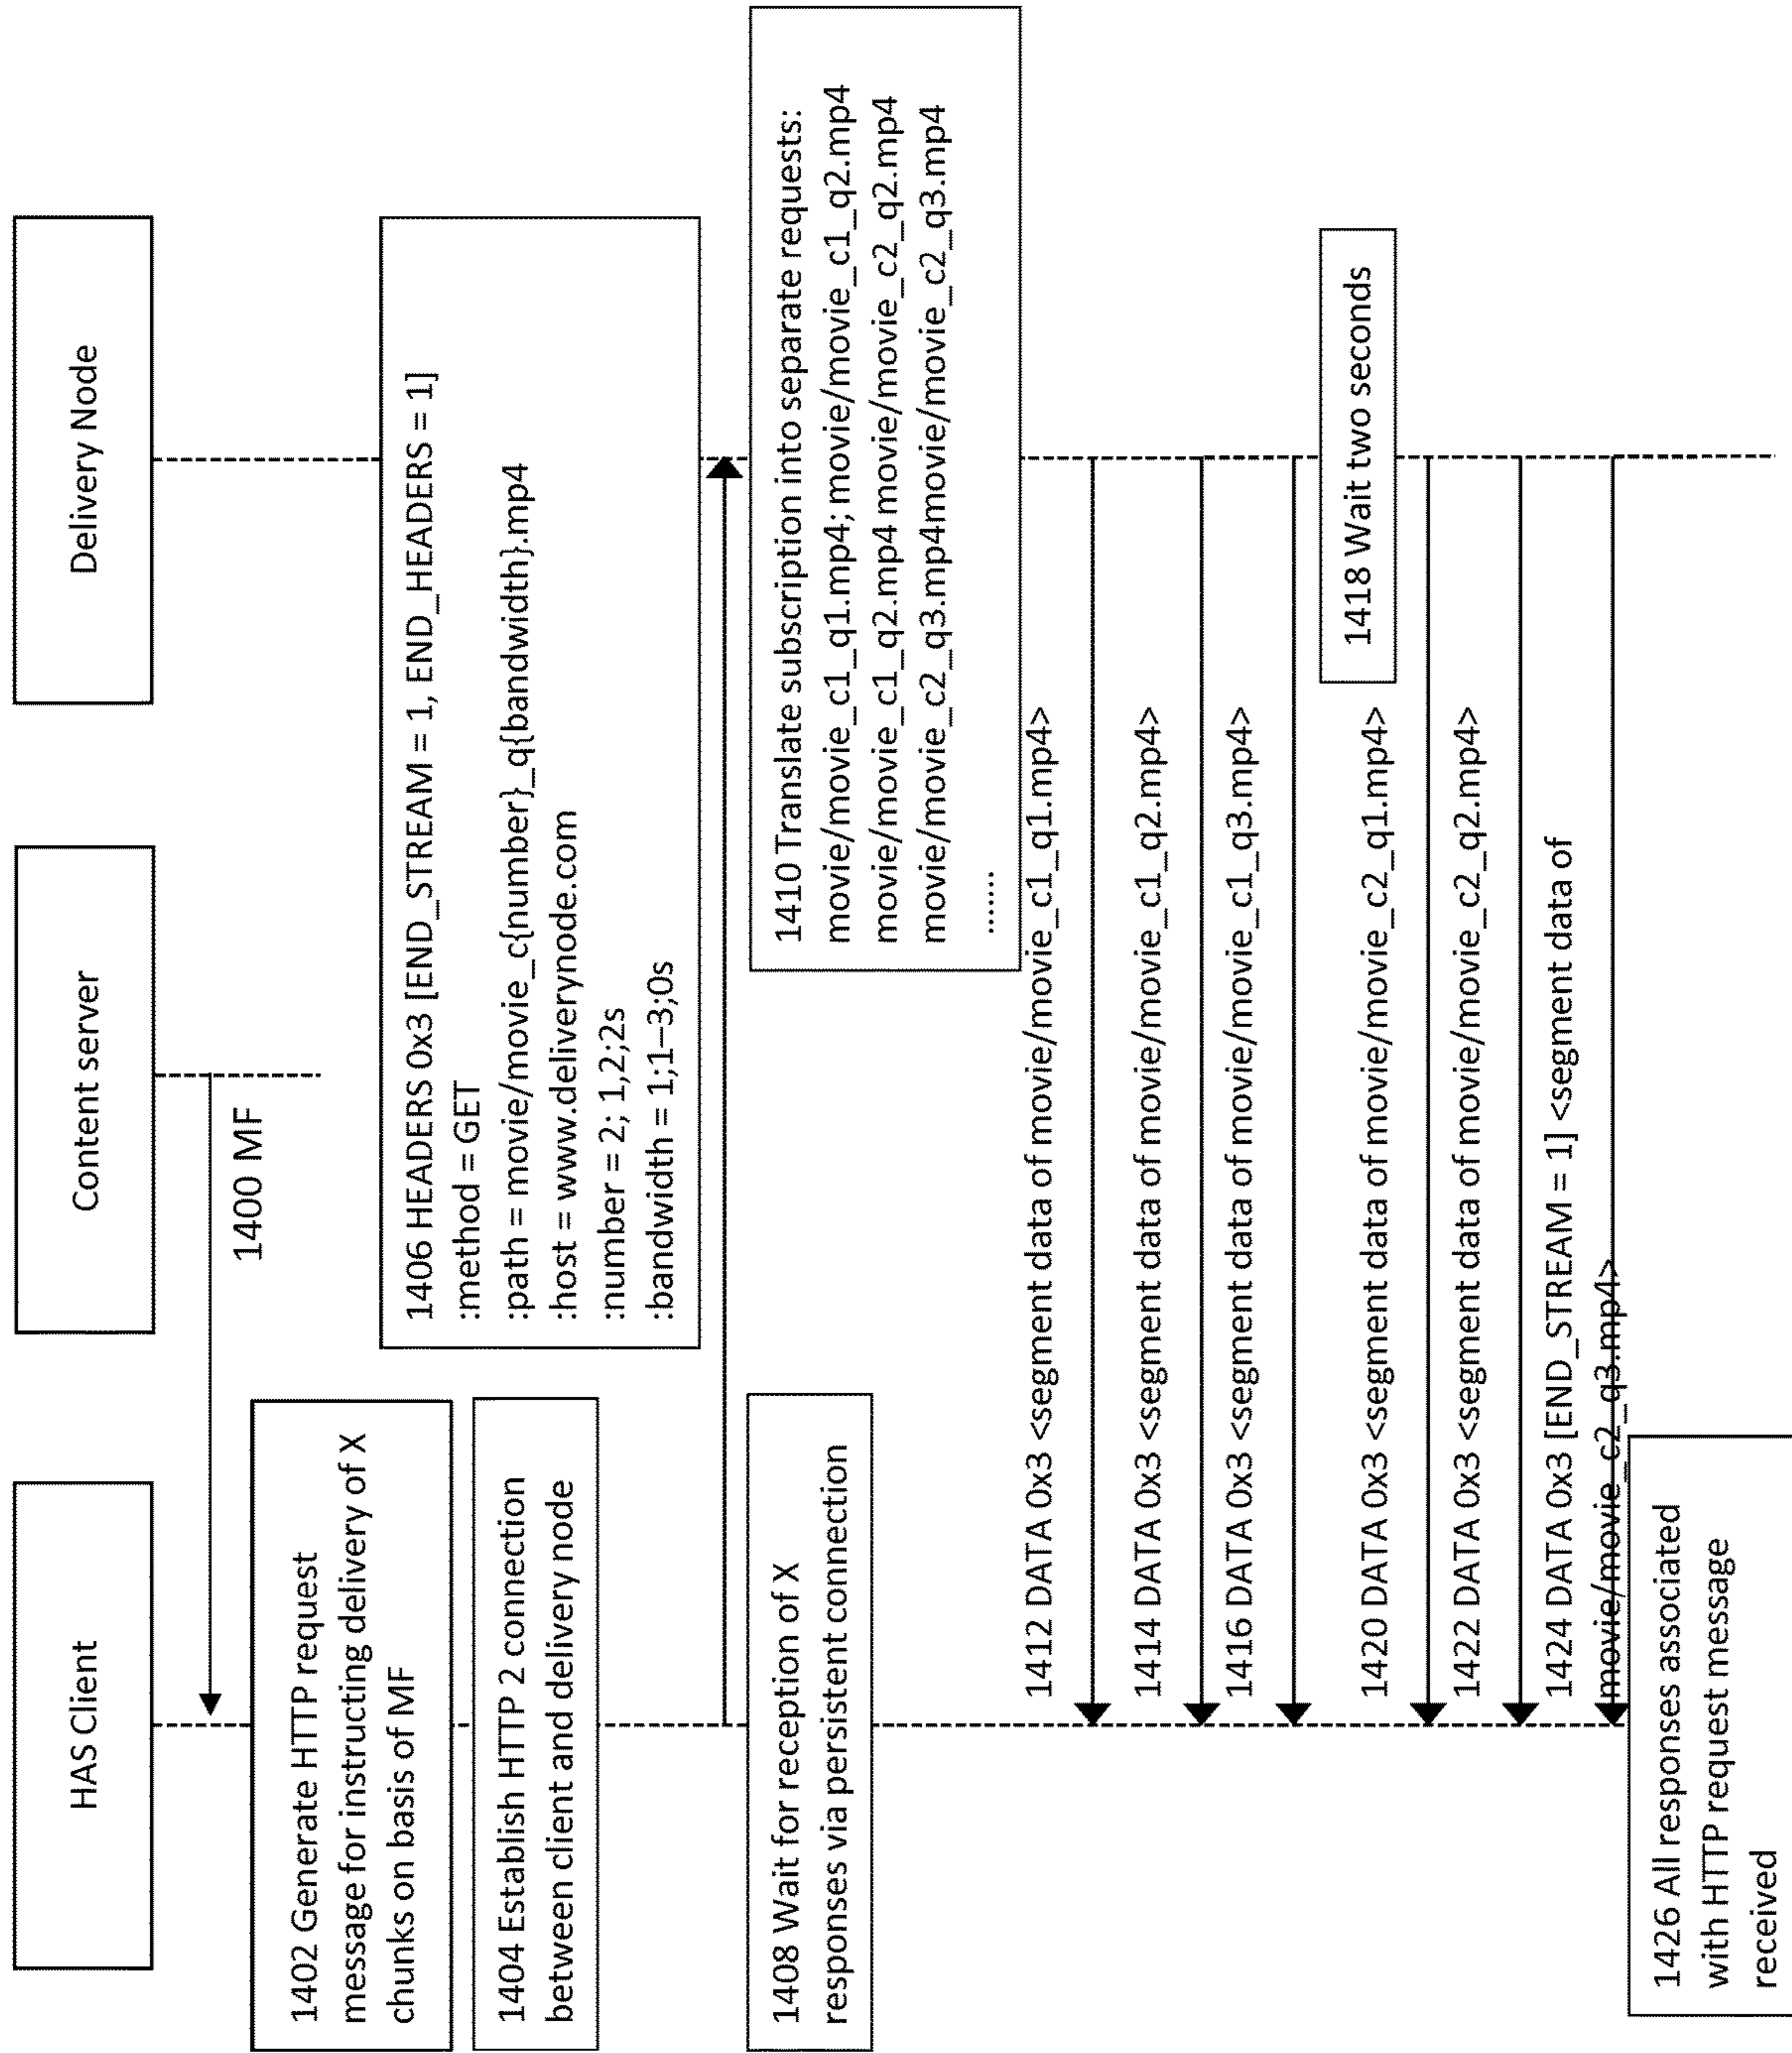 HAS Client
Content server
Delivery Node
1400 MF
1402 Generate HTTP request
message for instructing delivery of X
chunks on basis of MF
1404 Establish HTTP 2 connection
between client and delivery node
1406 HEADERS 0x3 [END_STREAM = 1, END_HEADERS = 1]
:method = GET
:path = movie/movie_c{number}_q{bandwidth}.mp4
:host = www.deliverynode.com
:number = 2; 1,2;2s
:bandwidth = 1;1–3;0s
1408 Wait for reception of X
responses via persistent connection
1410 Translate subscription into separate requests:
movie/movie_c1_q1.mp4; movie/movie_c1_q2.mp4
movie/movie_c1_q2.mp4 movie/movie_c2_q2.mp4
movie/movie_c2_q3.mp4movie/movie_c2_q3.mp4
......
1412 DATA 0x3 <segment data of movie/movie_c1_q1.mp4>
1414 DATA 0x3 <segment data of movie/movie_c1_q2.mp4>
1416 DATA 0x3 <segment data of movie/movie_c1_q3.mp4>
1418 Wait two seconds
1420 DATA 0x3 <segment data of movie/movie_c2_q1.mp4>
1422 DATA 0x3 <segment data of movie/movie_c2_q2.mp4>
1424 DATA 0x3 [END_STREAM = 1] <segment data of
movie/movie_c2_q3.mp4>
1426 All responses associated
with HTTP request message
received